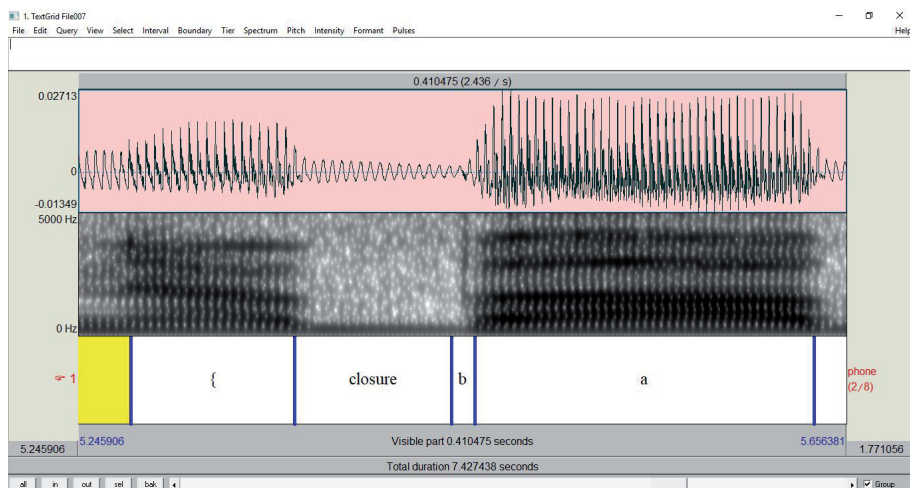 1. TextGrid File007
File Edit Query View Select Interval Boundary Tier Spectrum Pitch Intensity Formant Pulses Help
0.410475 (2.436 / s)
0.02713
0
-0.01349
5000 Hz
0 Hz
1 { closure b a phone
(2/8)
5.245906 Visible part 0.410475 seconds 5.656381
5.245906 1.771056
Total duration 7.427438 seconds
all in out sel bak Group